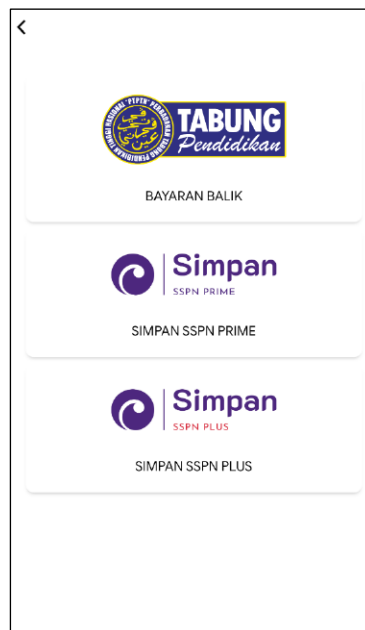 TABUNG
Pendidikan
BAYARAN BALIK
Simpan
SSPN PRIME
SIMPAN SSPN PRIME
Simpan
SSPN PLUS
SIMPAN SSPN PLUS